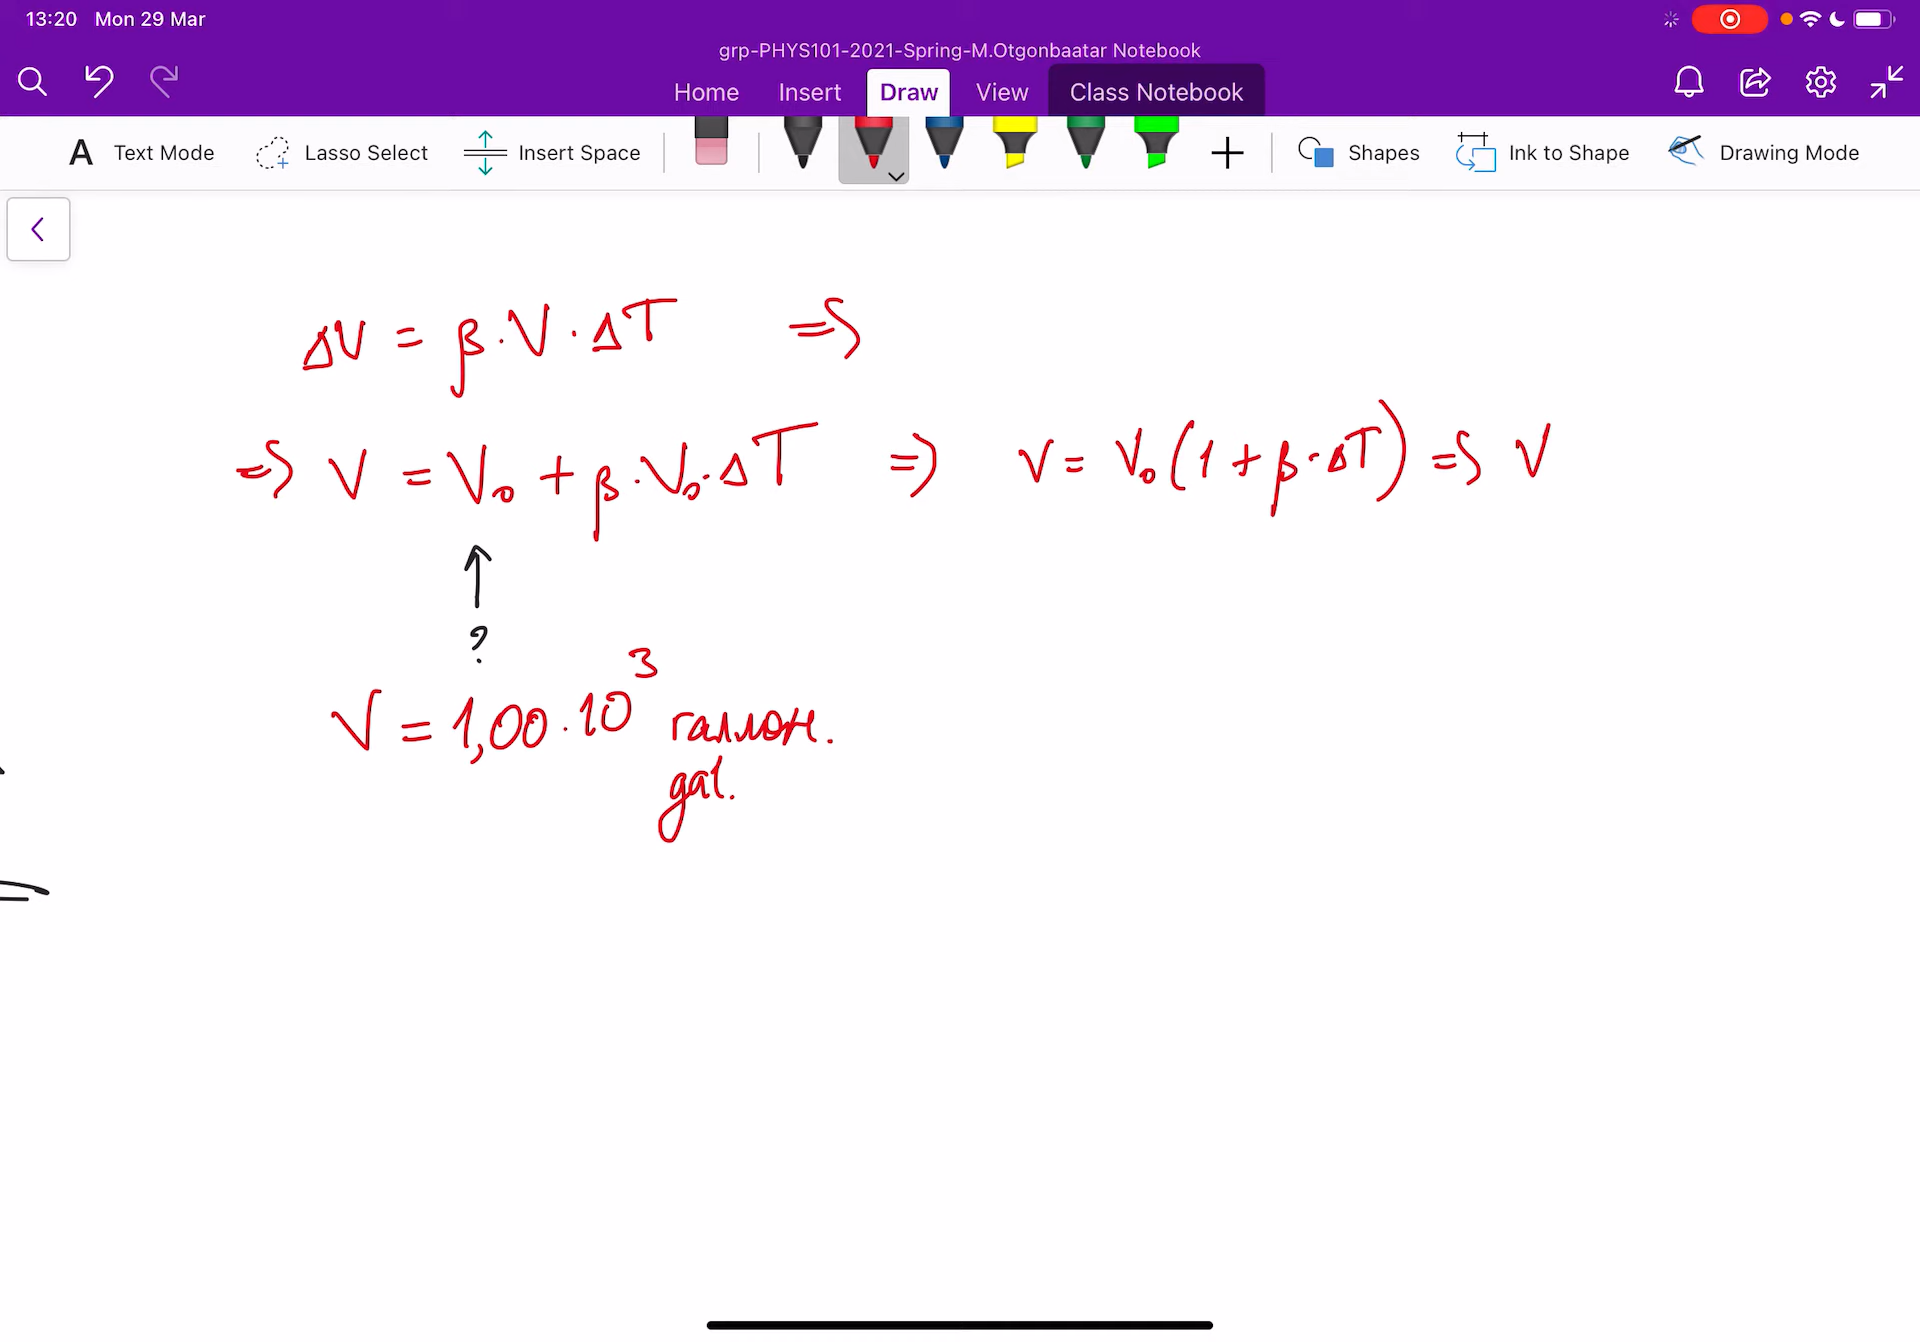 13:20 Mon 29 Mar
grp-PHYS101-2021-Spring-M.Otgonbaatar Notebook
Home Insert Draw View Class Notebook
A Text Mode Lasso Select Insert Space Shapes Ink to Shape Drawing Mode
ΔV = β·V·ΔT =>
=> V = V₀ + β·V₀·ΔT => V = V₀(1+β·ΔT) => V
↑
?
V = 1,00·10³ галлон.
gal.